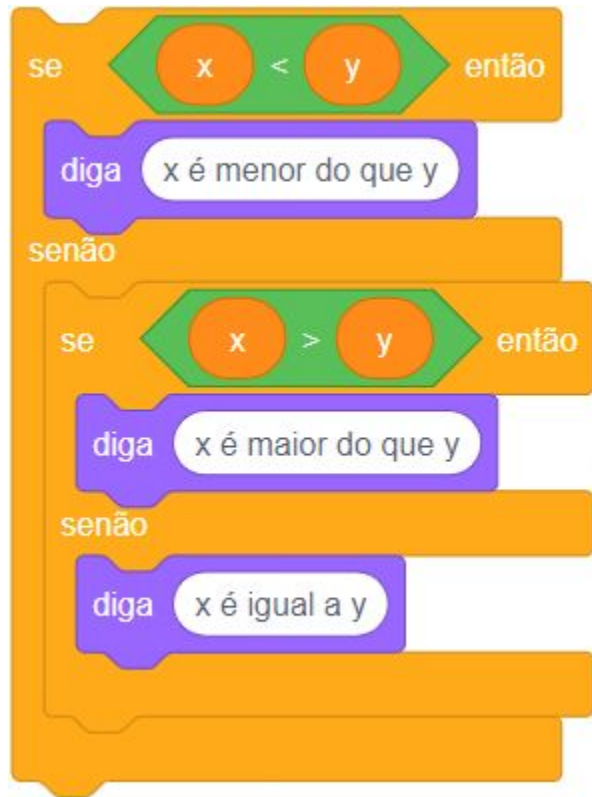 se x < y então
diga x é menor do que y
senão
se x > y então
diga x é maior do que y
senão
diga x é igual a y